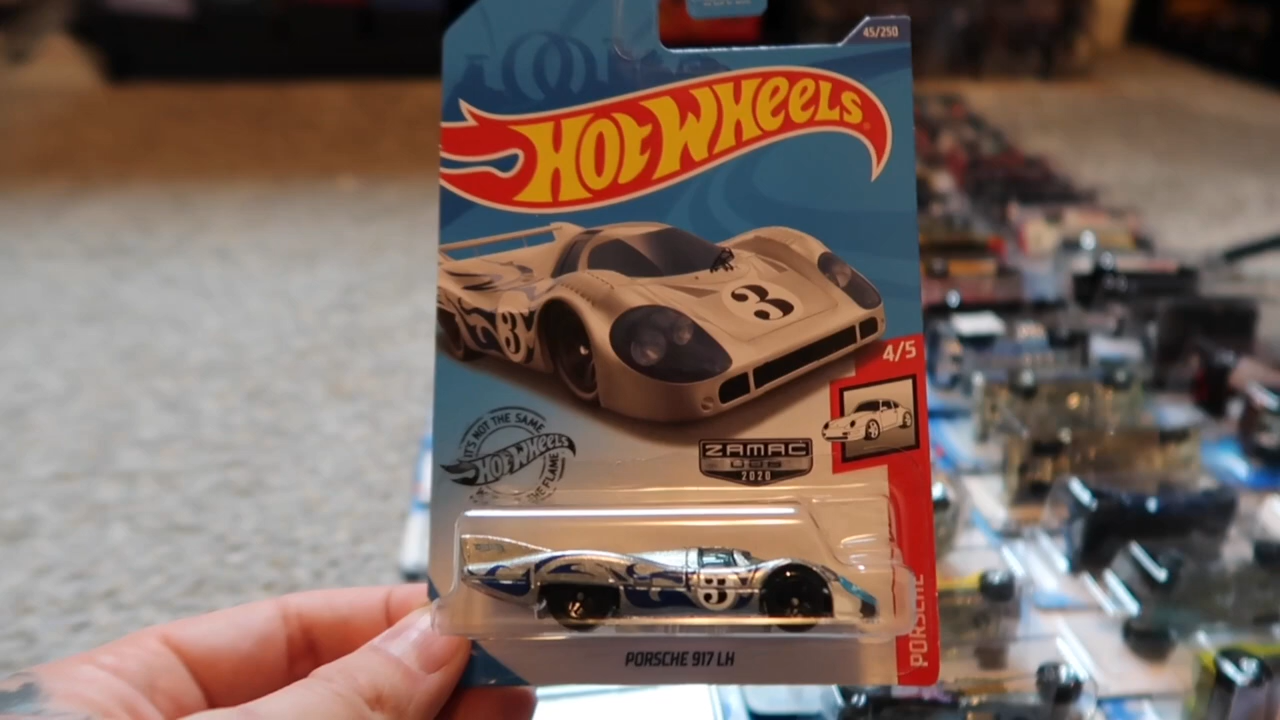 45/250
HOT WHEELS
3
3
4/5
IT'S NOT THE SAME
HOT WHEELS
THE FLAME
ZAMAC
2020
3
PORSCHE
PORSCHE 917 LH